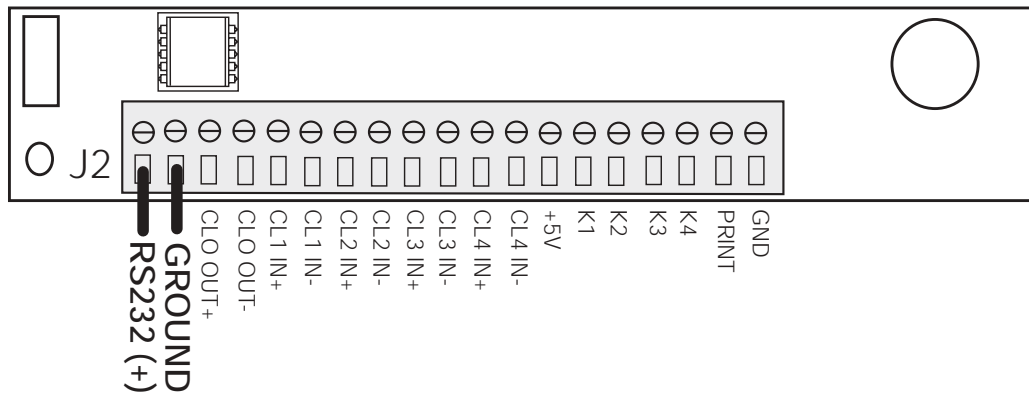 J2
RS232 (+)
GROUND
CLO OUT+
CLO OUT-
CL1 IN+
CL1 IN-
CL2 IN+
CL2 IN-
CL3 IN+
CL3 IN-
CL4 IN+
CL4 IN-
+5V
K1
K2
K3
K4
PRINT
GND